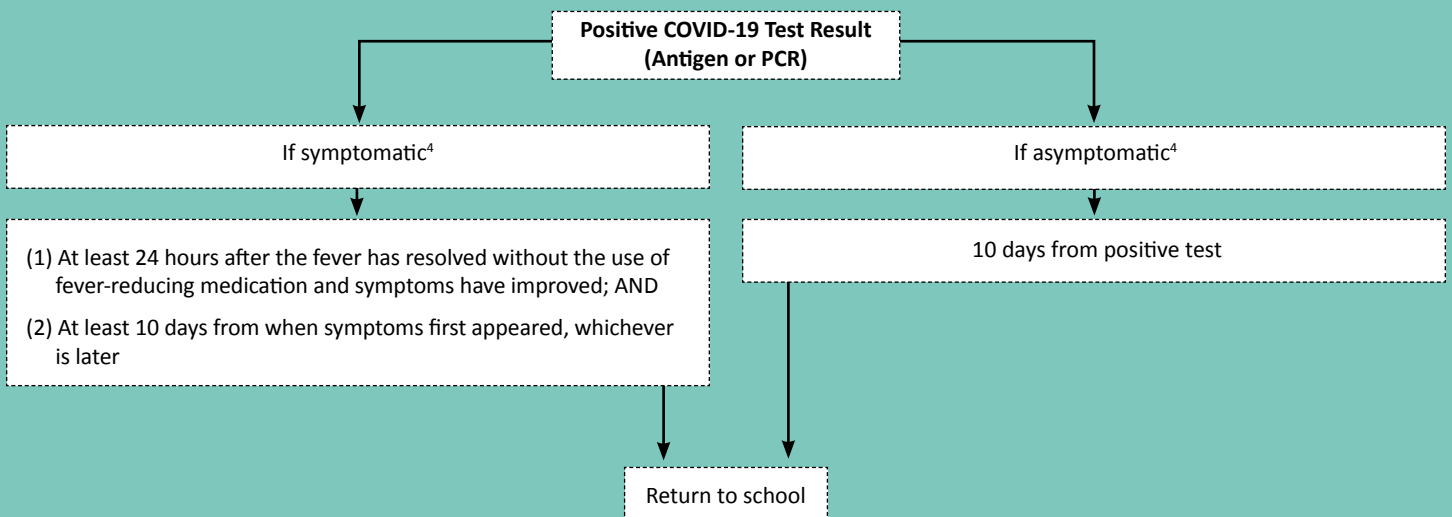 Positive COVID-19 Test Result
(Antigen or PCR)
If symptomatic⁴
If asymptomatic⁴
(1) At least 24 hours after the fever has resolved without the use of
fever-reducing medication and symptoms have improved; AND
(2) At least 10 days from when symptoms first appeared, whichever
is later
10 days from positive test
Return to school